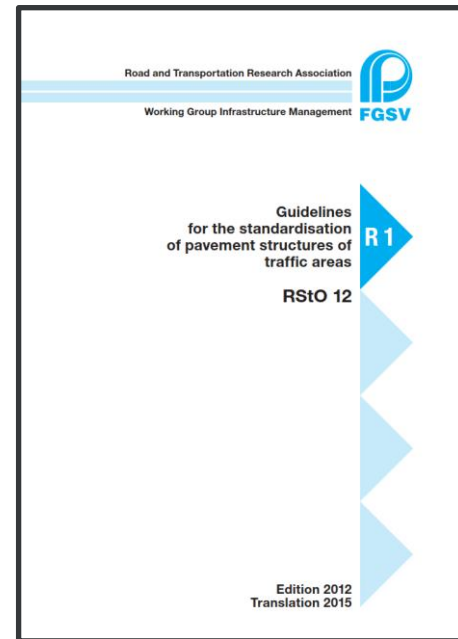 Road and Transportation Research Association
Working Group Infrastructure Management
FGSV
Guidelines
for the standardisation
of pavement structures of
traffic areas
R 1
RStO 12
Edition 2012
Translation 2015